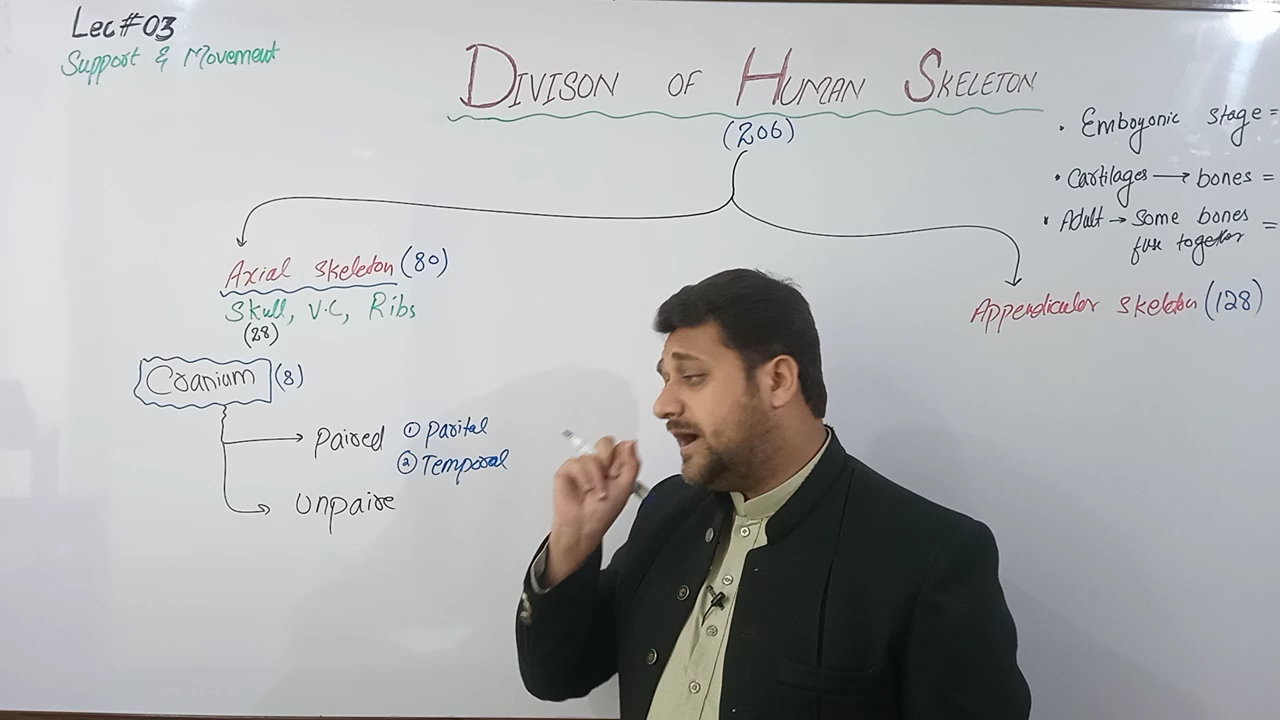 Lec#03
Support & Movement
DIVISON OF HUMAN SKELETON
(206)
• Emboyonic stage =
• Cartilages → bones =
• Adult → Some bones
fuse together =
Axial skeleton (80)
Skull, V.C, Ribs
(28)
Cranium (8)
Paired ① Parital
② Temporal
Unpaire
Appendicular skeleton (128)